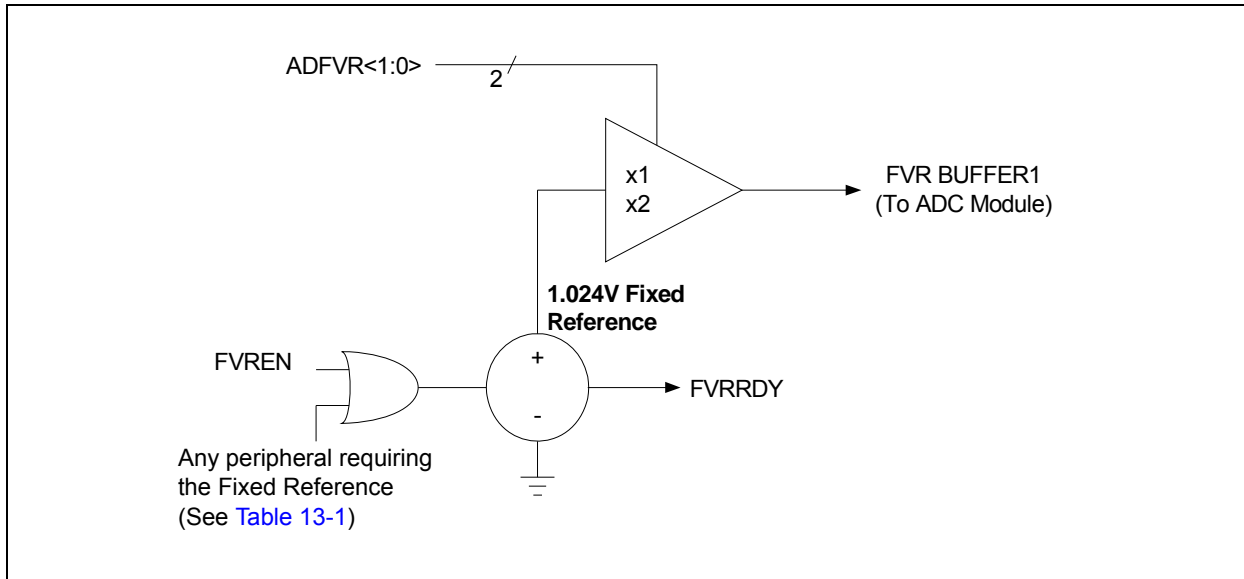 ADFVR<1:0>
2
x1
x2
FVR BUFFER1
(To ADC Module)
1.024V Fixed
Reference
FVREN
+
-
FVRRDY
Any peripheral requiring
the Fixed Reference
(See Table 13-1)